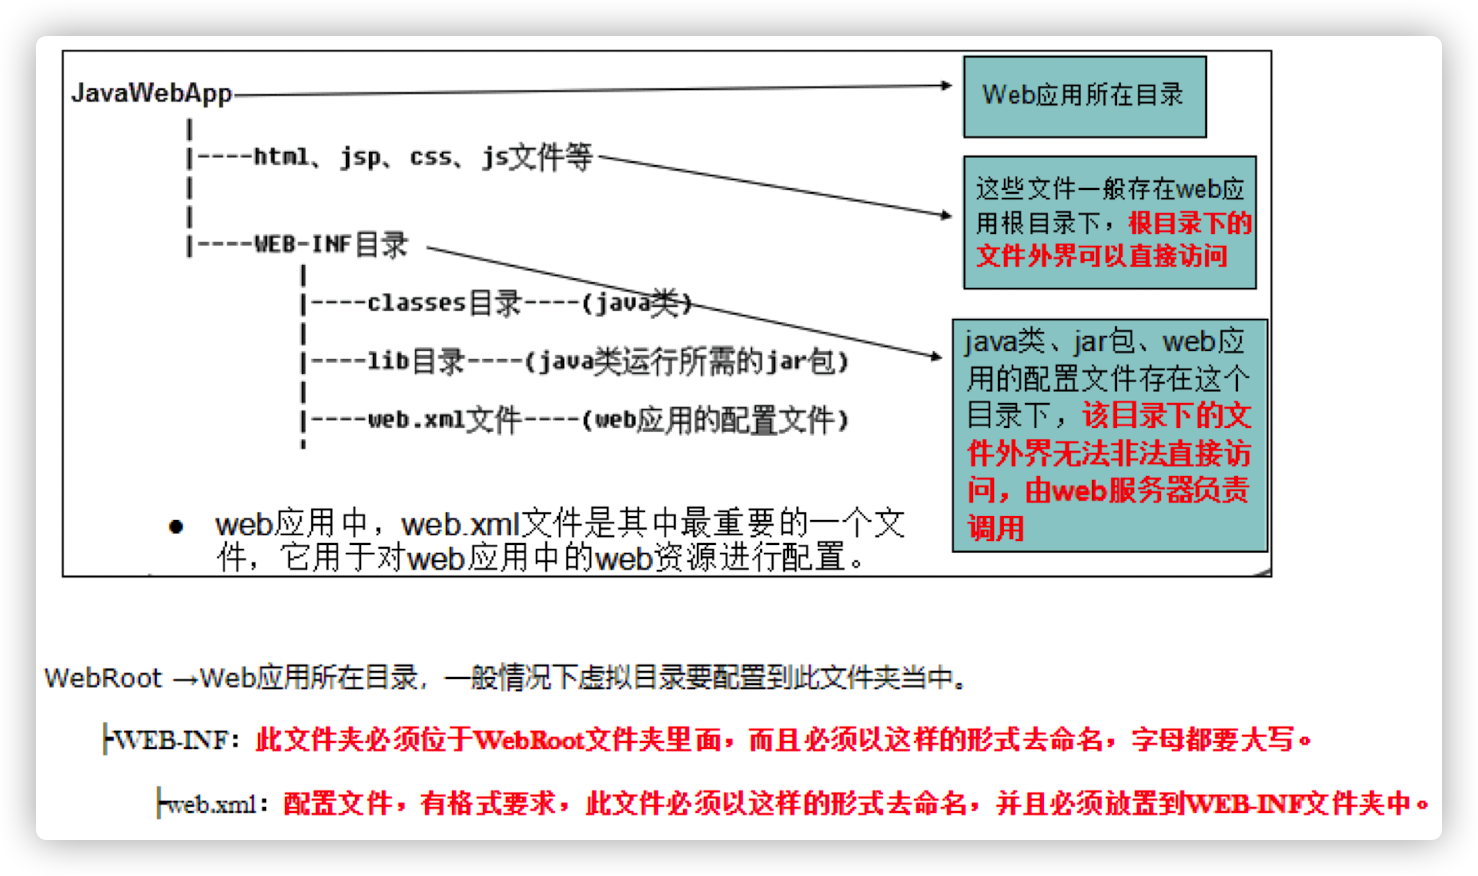 JavaWebApp
Web应用所在目录
|----html、jsp、css、js文件等
这些文件一般存在web应
用根目录下，根目录下的
文件外界可以直接访问
|----WEB-INF目录
|----classes目录----(java类)
|----lib目录----(java类运行所需的jar包)
|----web.xml文件----(web应用的配置文件)
java类、jar包、web应
用的配置文件存在这个
目录下，该目录下的文
件外界无法非法直接访
问，由web服务器负责
调用
● web应用中，web.xml文件是其中最重要的一个文
件，它用于对web应用中的web资源进行配置。
WebRoot →Web应用所在目录，一般情况下虚拟目录要配置到此文件夹当中。
┝WEB-INF：此文件夹必须位于WebRoot文件夹里面，而且必须以这样的形式去命名，字母都要大写。
┝web.xml：配置文件，有格式要求，此文件必须以这样的形式去命名，并且必须放置到WEB-INF文件夹中。